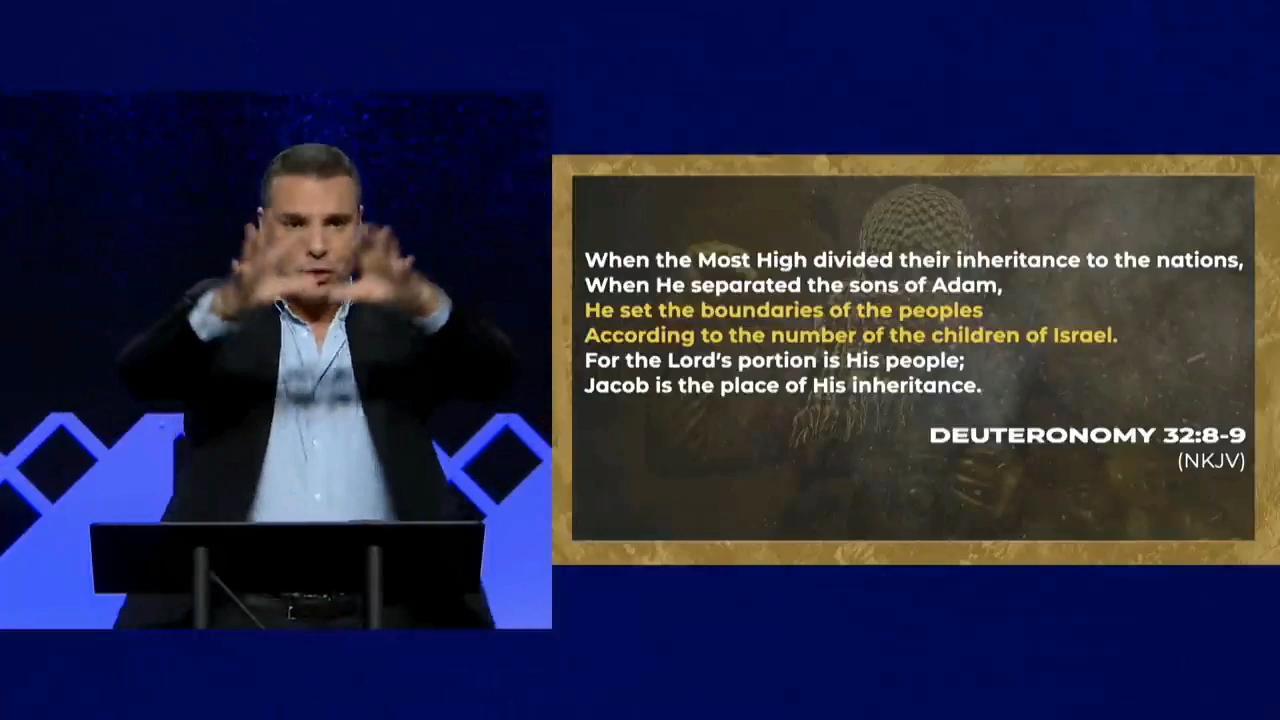 When the Most High divided their inheritance to the nations,
When He separated the sons of Adam,
He set the boundaries of the peoples
According to the number of the children of Israel.
For the Lord's portion is His people;
Jacob is the place of His inheritance.
DEUTERONOMY 32:8-9
(NKJV)